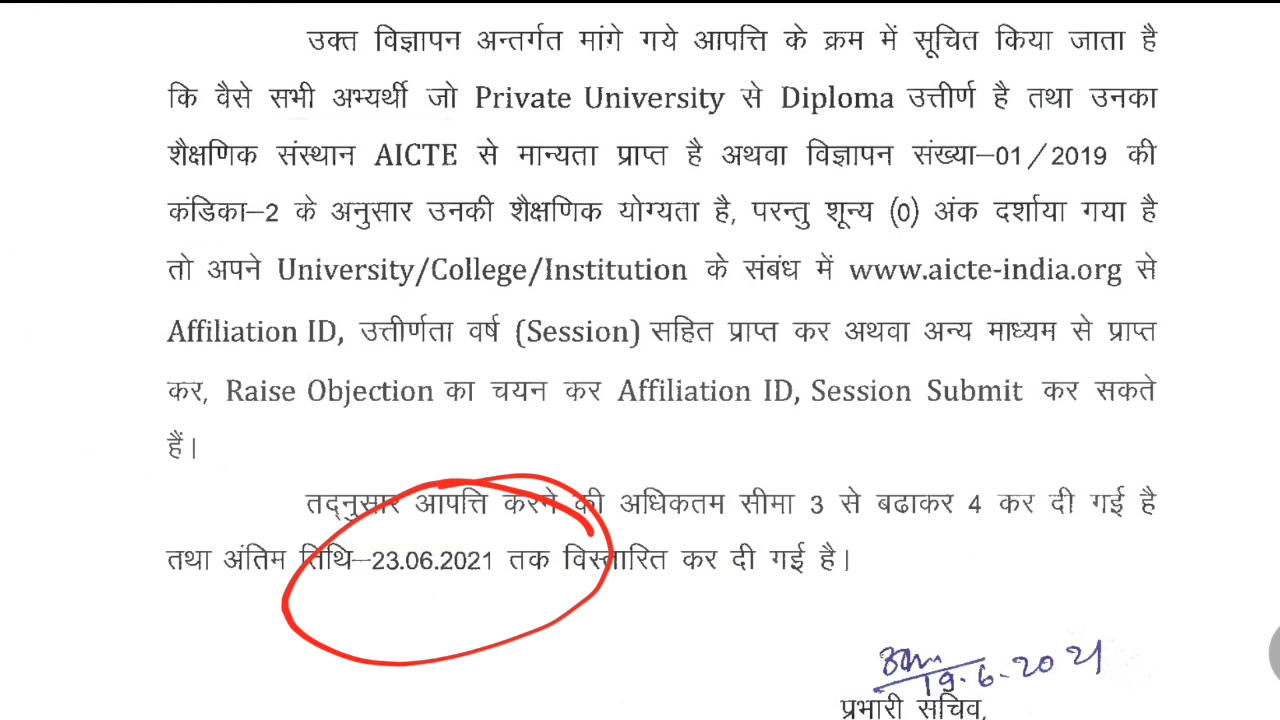 उक्त विज्ञापन अन्तर्गत मांगे गये आपत्ति के क्रम में सूचित किया जाता है
कि वैसे सभी अभ्यर्थी जो Private University से Diploma उत्तीर्ण है तथा उनका
शैक्षणिक संस्थान AICTE से मान्यता प्राप्त है अथवा विज्ञापन संख्या–01/2019 की
कंडिका–2 के अनुसार उनकी शैक्षणिक योग्यता है, परन्तु शून्य (0) अंक दर्शाया गया है
तो अपने University/College/Institution के संबंध में www.aicte-india.org से
Affiliation ID, उत्तीर्णता वर्ष (Session) सहित प्राप्त कर अथवा अन्य माध्यम से प्राप्त
कर, Raise Objection का चयन कर Affiliation ID, Session Submit कर सकते
हैं।
तद्नुसार आपत्ति करने की अधिकतम सीमा 3 से बढाकर 4 कर दी गई है
तथा अंतिम तिथि–23.06.2021 तक विस्तारित कर दी गई है।
19.6.2021
प्रभारी सचिव,